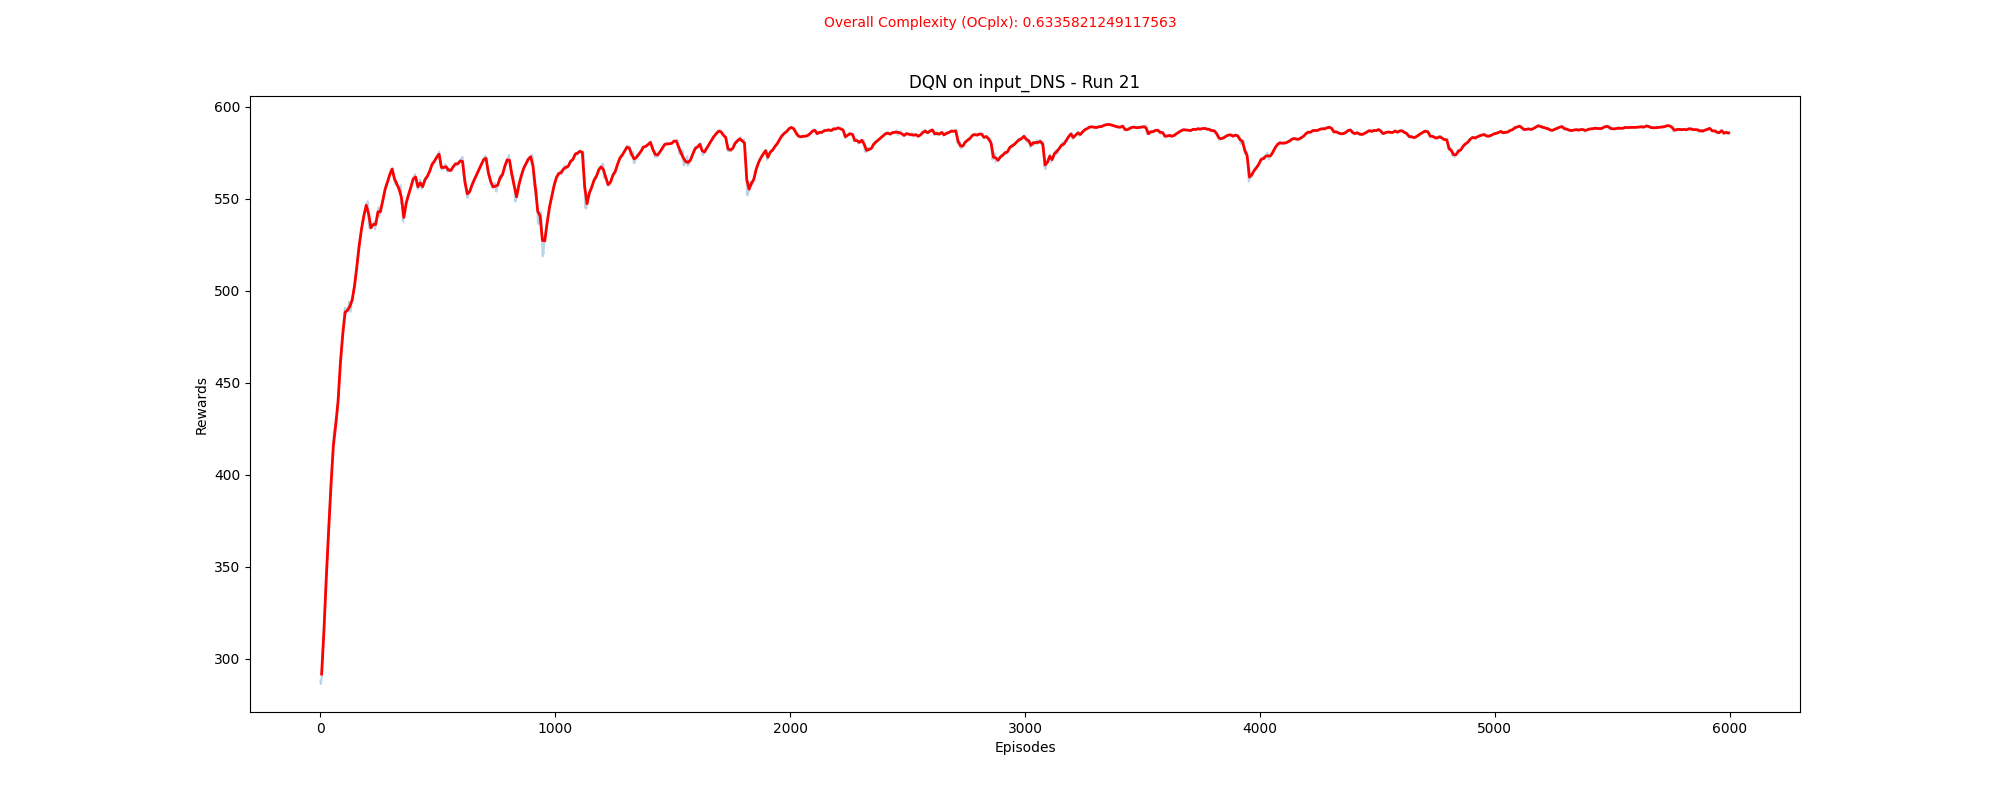 Overall Complexity (OCplx): 0.6335821249117563
DQN on input_DNS - Run 21
600
550
500
450
400
350
300
Rewards
0 1000 2000 3000 4000 5000 6000
Episodes